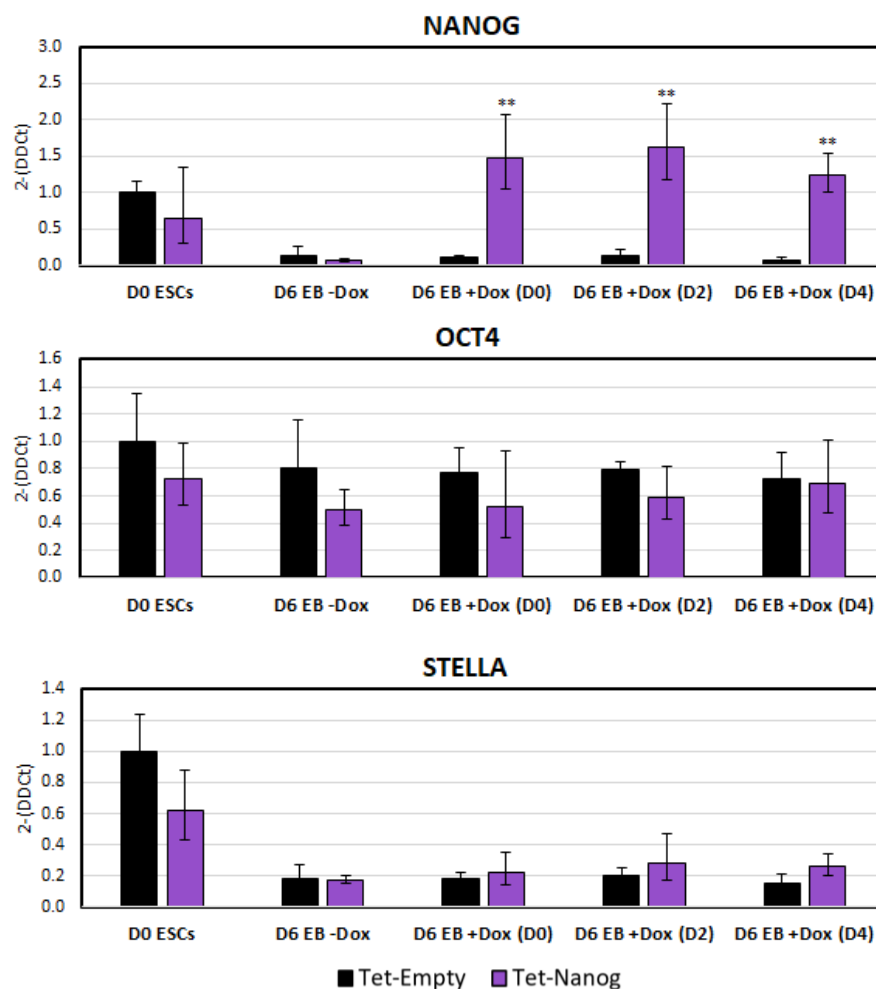 NANOG
3.0
2.5
2.0
1.5
1.0
0.5
0.0
2-(DDCt)
** ** **
D0 ESCs D6 EB -Dox D6 EB +Dox (D0) D6 EB +Dox (D2) D6 EB +Dox (D4)
OCT4
1.6
1.4
1.2
1.0
0.8
0.6
0.4
0.2
0.0
2-(DDCt)
D0 ESCs D6 EB -Dox D6 EB +Dox (D0) D6 EB +Dox (D2) D6 EB +Dox (D4)
STELLA
1.4
1.2
1.0
0.8
0.6
0.4
0.2
0.0
2-(DDCt)
D0 ESCs D6 EB -Dox D6 EB +Dox (D0) D6 EB +Dox (D2) D6 EB +Dox (D4)
Tet-Empty Tet-Nanog